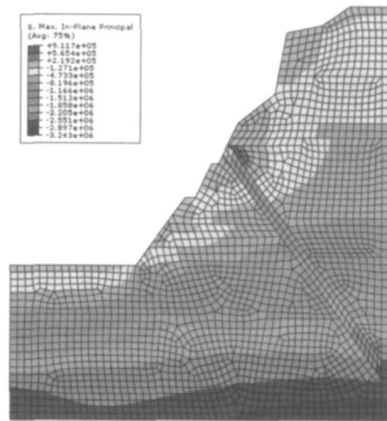 S, Max. In-Plane Principal
(Avg: 75%)
+9.117e+05
+5.654e+05
+2.192e+05
-1.271e+05
-4.733e+05
-8.196e+05
-1.166e+06
-1.512e+06
-1.858e+06
-2.205e+06
-2.551e+06
-2.897e+06
-3.243e+06